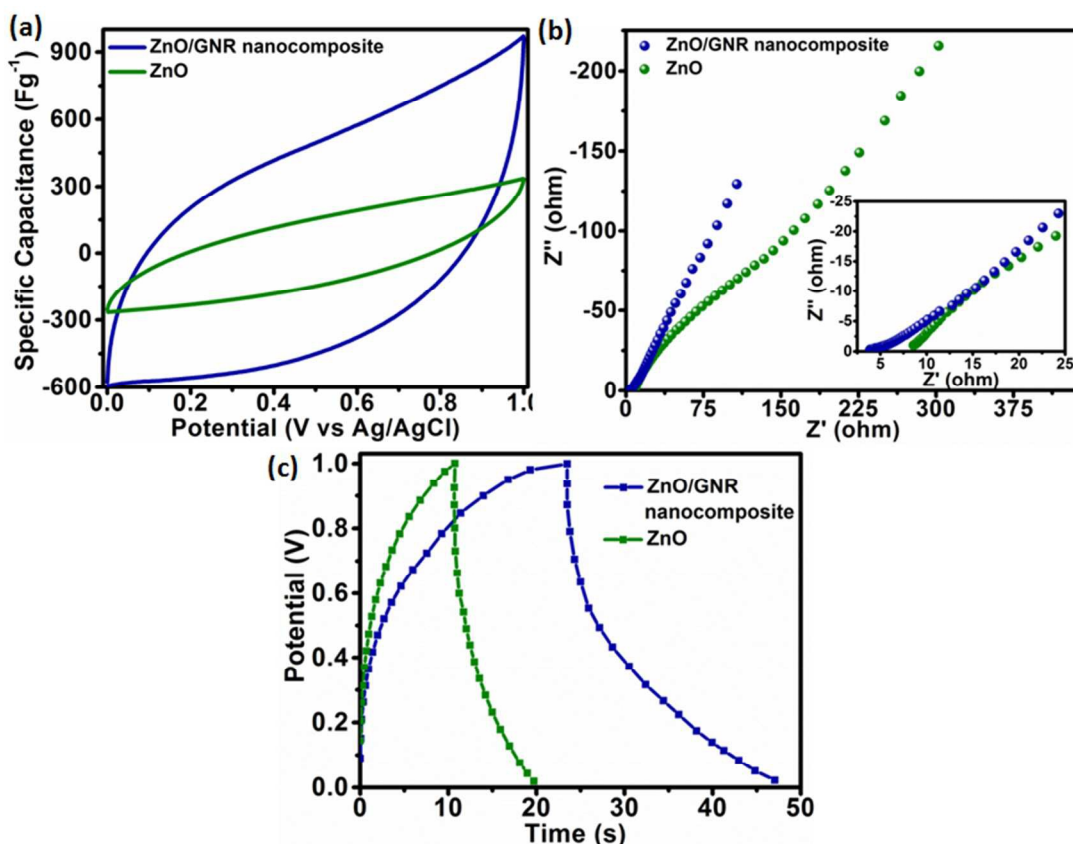 (a)
ZnO/GNR nanocomposite
ZnO
Specific Capacitance (Fg⁻¹)
900
600
300
0
-300
-600
0.0 0.2 0.4 0.6 0.8 1.0
Potential (V vs Ag/AgCl)
(b)
ZnO/GNR nanocomposite
ZnO
Z'' (ohm)
-200
-150
-100
-50
0
0 75 150 225 300 375
Z' (ohm)
Z'' (ohm)
-25
-20
-15
-10
-5
0
5 10 15 20 25
Z' (ohm)
(c)
ZnO/GNR
nanocomposite
ZnO
Potential (V)
1.0
0.8
0.6
0.4
0.2
0.0
0 10 20 30 40 50
Time (s)